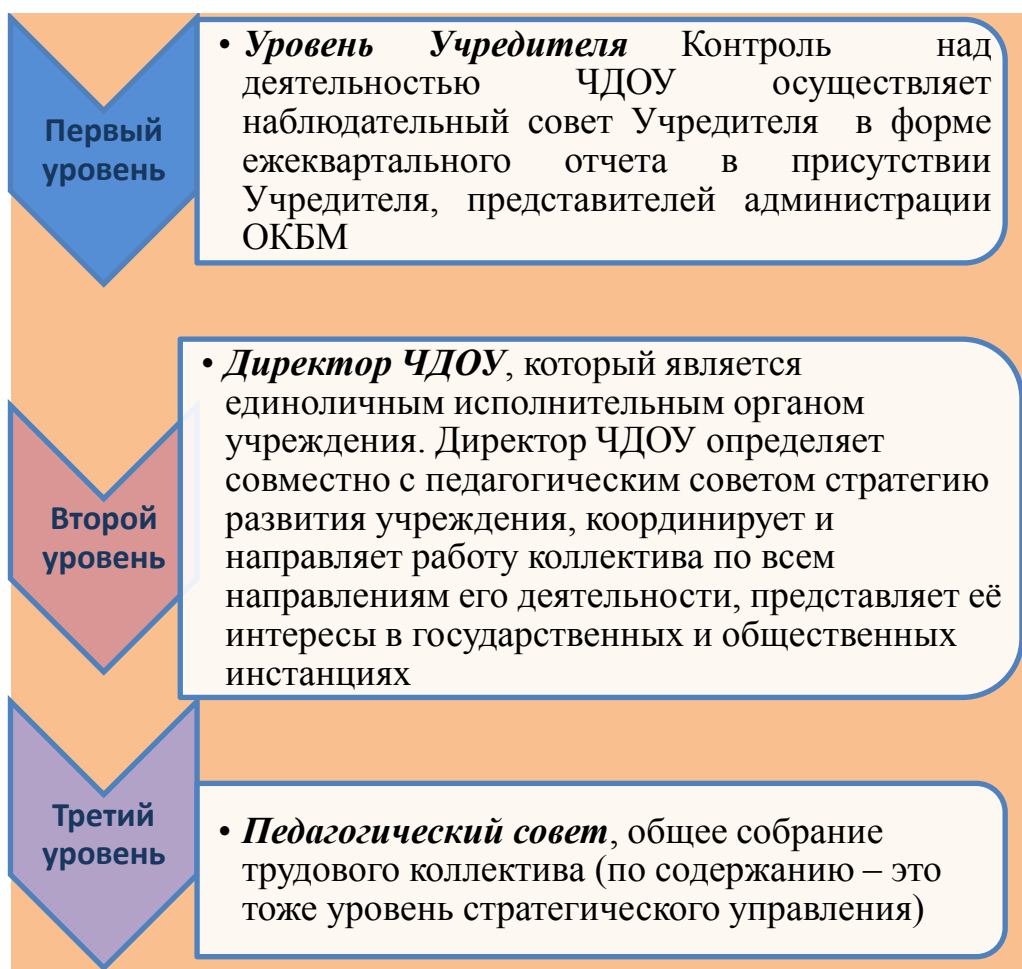 Первый
уровень
• Уровень Учредителя Контроль над
деятельностью ЧДОУ осуществляет
наблюдательный совет Учредителя в форме
ежеквартального отчета в присутствии
Учредителя, представителей администрации
ОКБМ
Второй
уровень
• Директор ЧДОУ, который является
единоличным исполнительным органом
учреждения. Директор ЧДОУ определяет
совместно с педагогическим советом стратегию
развития учреждения, координирует и
направляет работу коллектива по всем
направлениям его деятельности, представляет её
интересы в государственных и общественных
инстанциях
Третий
уровень
• Педагогический совет, общее собрание
трудового коллектива (по содержанию – это
тоже уровень стратегического управления)